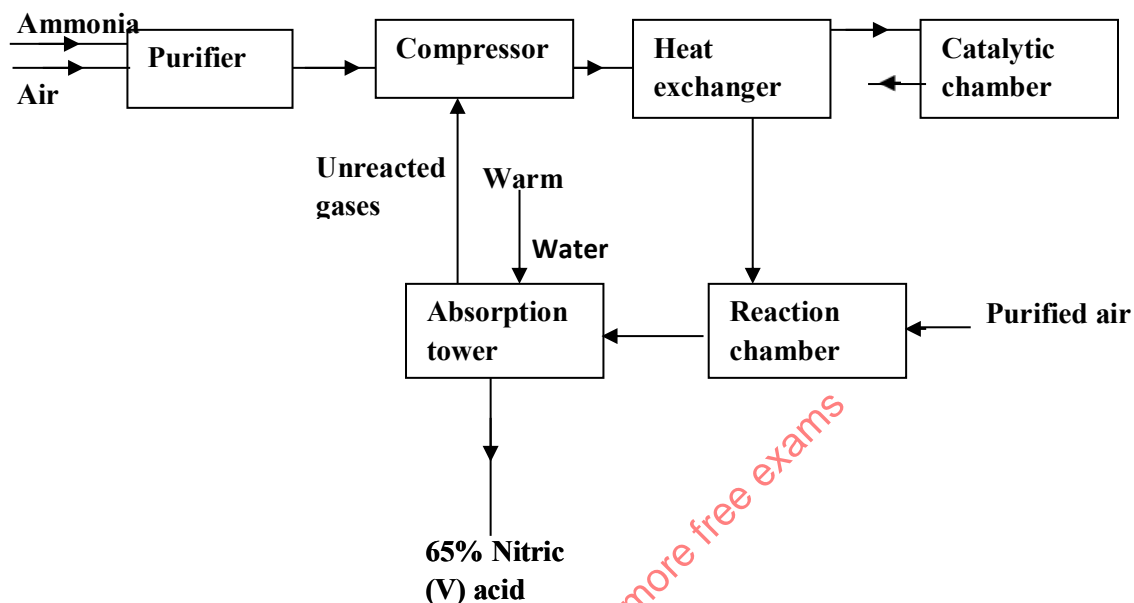 Ammonia
Air
Purifier
Compressor
Heat
exchanger
Catalytic
chamber
Unreacted
gases
Warm
Water
Absorption
tower
Reaction
chamber
Purified air
65% Nitric
(V) acid
more free exams